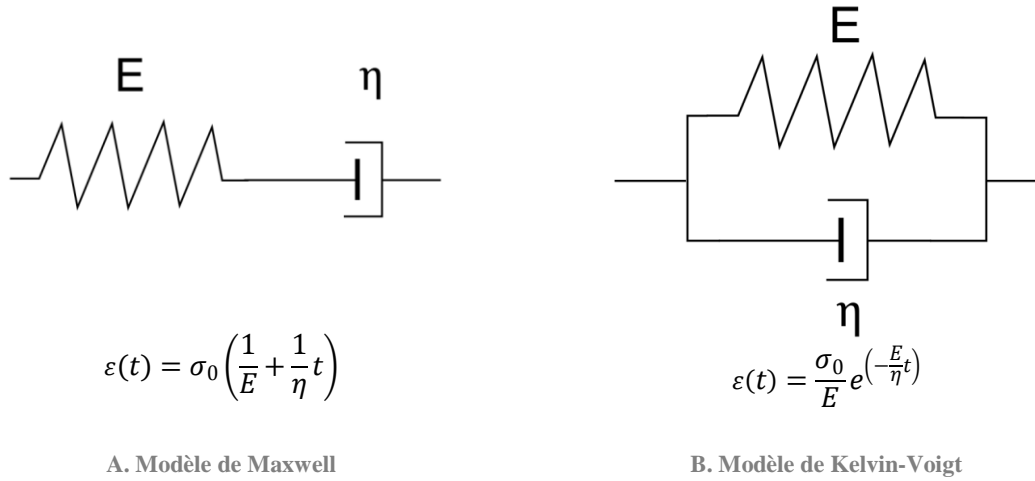 E
η
ε(t) = σ₀(1/E + 1/η t)
A. Modèle de Maxwell
E
η
ε(t) = σ₀/E e^(−E/η t)
B. Modèle de Kelvin-Voigt